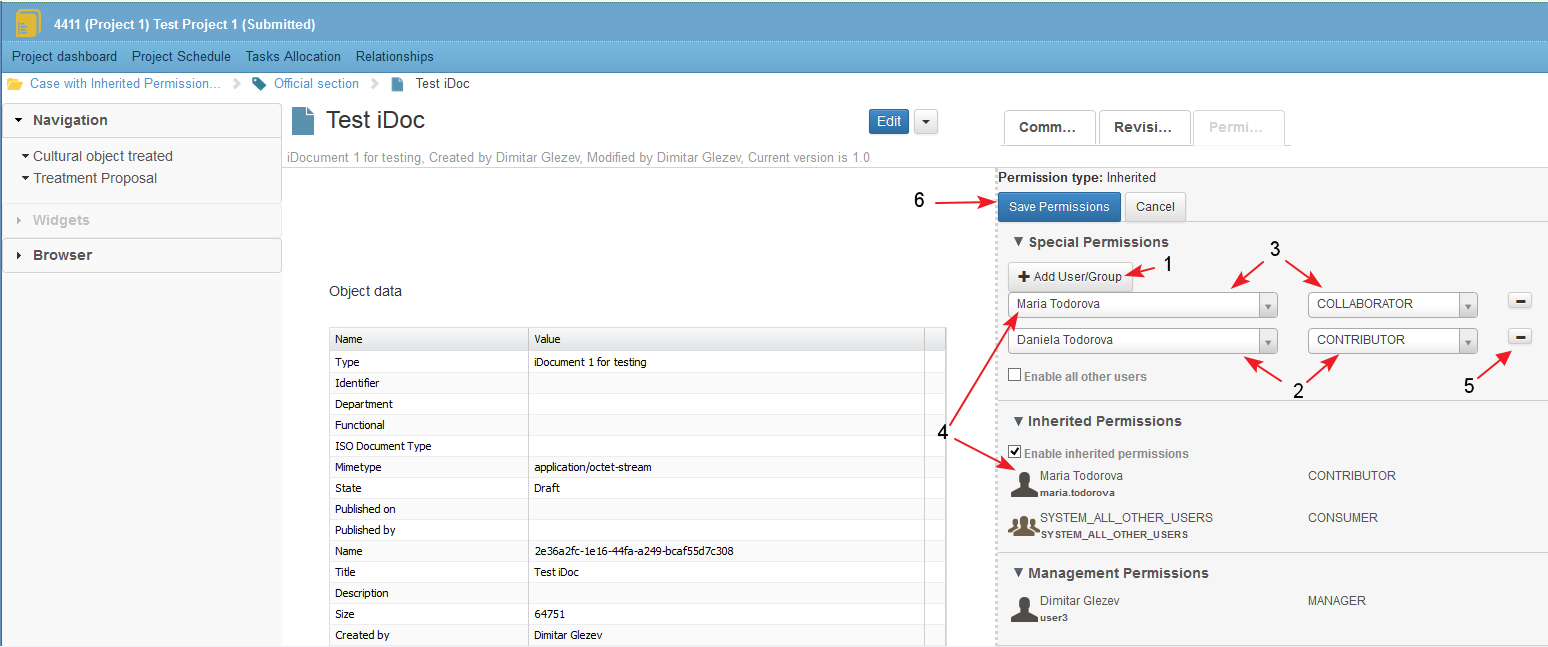 4411 (Project 1) Test Project 1 (Submitted)
Project dashboard Project Schedule Tasks Allocation Relationships
Case with Inherited Permission... Official section Test iDoc
Navigation
Cultural object treated
Treatment Proposal
Widgets
Browser
Test iDoc
Edit
iDocument 1 for testing, Created by Dimitar Glezev, Modified by Dimitar Glezev, Current version is 1.0
Object data
Name Value
Type iDocument 1 for testing
Identifier
Department
Functional
ISO Document Type
Mimetype application/octet-stream
State Draft
Published on
Published by
Name 2e36a2fc-1e16-44fa-a249-bcaf55d7c308
Title Test iDoc
Description
Size 64751
Created by Dimitar Glezev
Comm... Revisi... Permi...
Permission type: Inherited
6
Save Permissions Cancel
Special Permissions
3
1
Add User/Group
Maria Todorova COLLABORATOR
Daniela Todorova CONTRIBUTOR
Enable all other users
2
5
4
Inherited Permissions
Enable inherited permissions
Maria Todorova CONTRIBUTOR
maria.todorova
SYSTEM_ALL_OTHER_USERS CONSUMER
SYSTEM_ALL_OTHER_USERS
Management Permissions
Dimitar Glezev MANAGER
user3